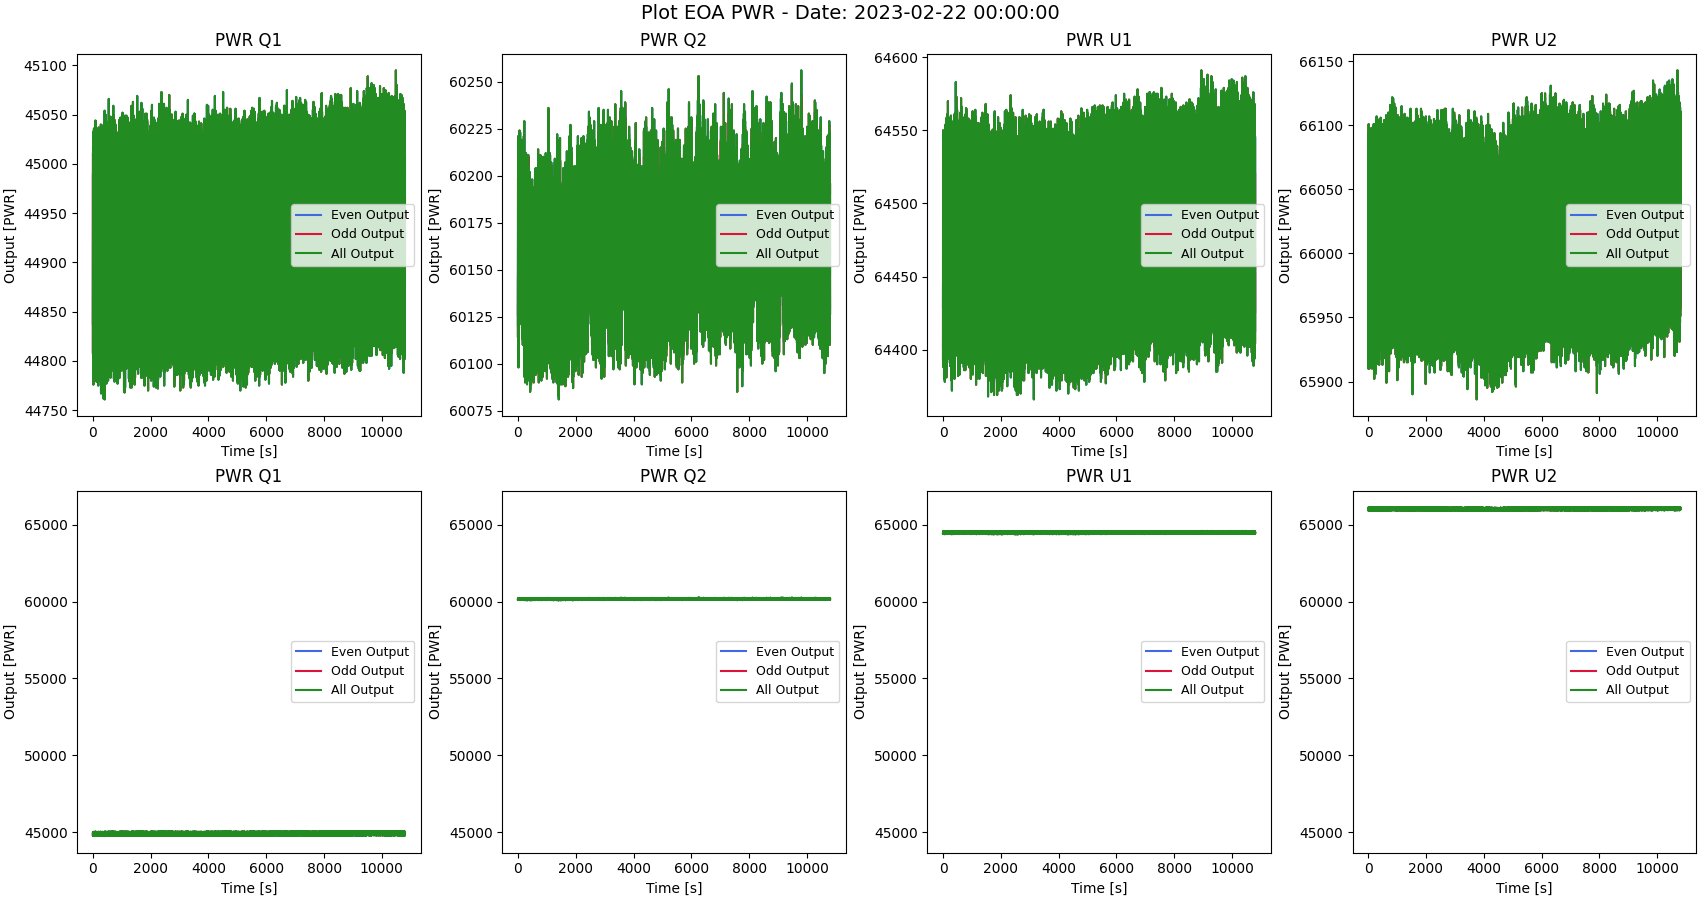 Plot EOA PWR - Date: 2023-02-22 00:00:00
PWR Q1
Output [PWR]
45100
45050
45000
44950
44900
44850
44800
44750
Even Output
Odd Output
All Output
0 2000 4000 6000 8000 10000
Time [s]
PWR Q2
Output [PWR]
60250
60225
60200
60175
60150
60125
60100
60075
Even Output
Odd Output
All Output
0 2000 4000 6000 8000 10000
Time [s]
PWR U1
Output [PWR]
64600
64550
64500
64450
64400
Even Output
Odd Output
All Output
0 2000 4000 6000 8000 10000
Time [s]
PWR U2
Output [PWR]
66150
66100
66050
66000
65950
65900
Even Output
Odd Output
All Output
0 2000 4000 6000 8000 10000
Time [s]
PWR Q1
Output [PWR]
65000
60000
55000
50000
45000
Even Output
Odd Output
All Output
0 2000 4000 6000 8000 10000
Time [s]
PWR Q2
Output [PWR]
65000
60000
55000
50000
45000
Even Output
Odd Output
All Output
0 2000 4000 6000 8000 10000
Time [s]
PWR U1
Output [PWR]
65000
60000
55000
50000
45000
Even Output
Odd Output
All Output
0 2000 4000 6000 8000 10000
Time [s]
PWR U2
Output [PWR]
65000
60000
55000
50000
45000
Even Output
Odd Output
All Output
0 2000 4000 6000 8000 10000
Time [s]